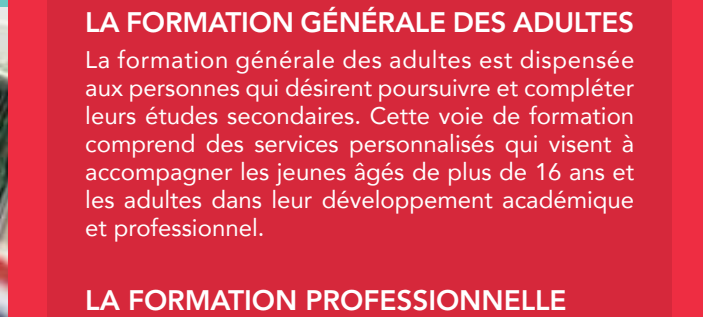 LA FORMATION GÉNÉRALE DES ADULTES
La formation générale des adultes est dispensée
aux personnes qui désirent poursuivre et compléter
leurs études secondaires. Cette voie de formation
comprend des services personnalisés qui visent à
accompagner les jeunes âgés de plus de 16 ans et
les adultes dans leur développement académique
et professionnel.
LA FORMATION PROFESSIONNELLE